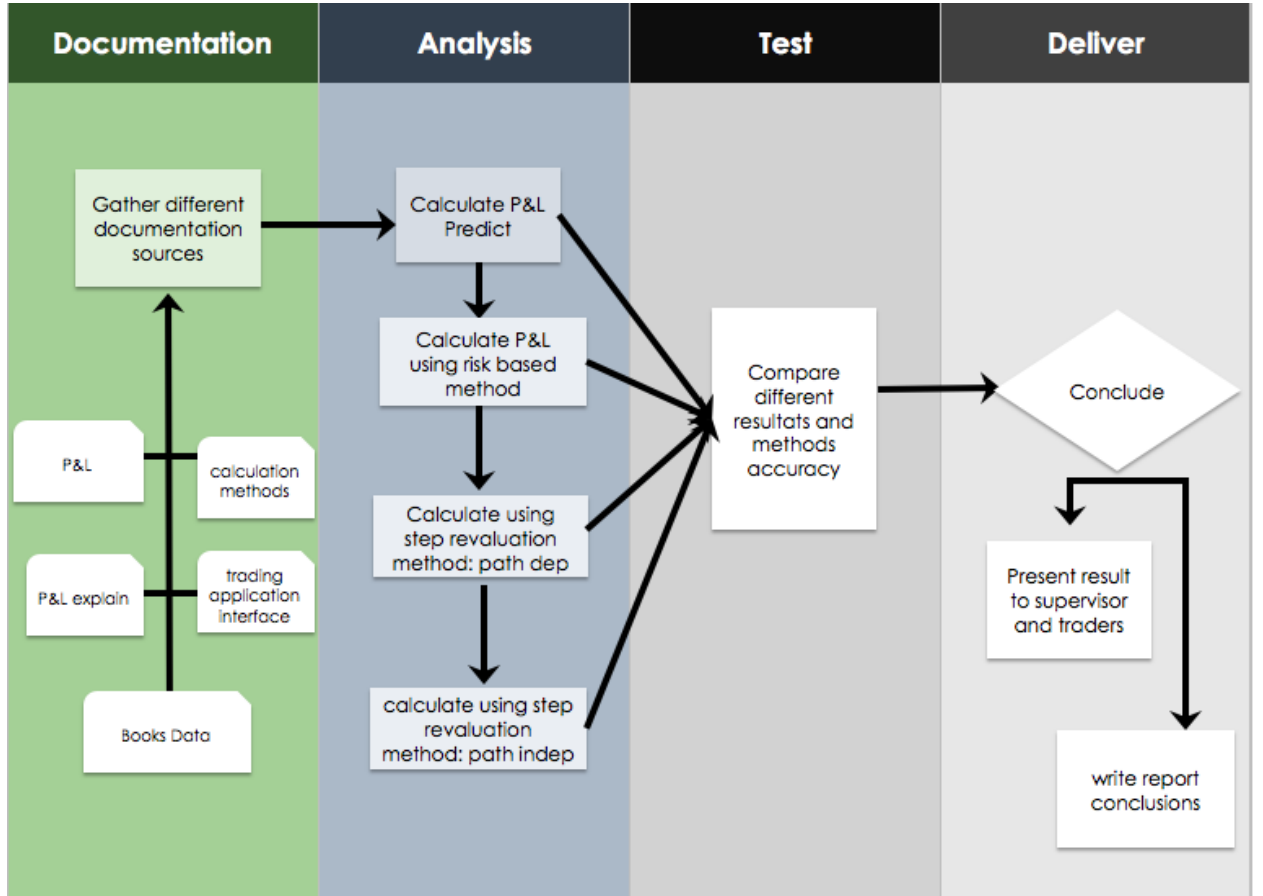 Documentation
Analysis
Test
Deliver
Gather different
documentation
sources
P&L
calculation
methods
P&L explain
trading
application
interface
Books Data
Calculate P&L
Predict
Calculate P&L
using risk based
method
Calculate using
step revaluation
method: path dep
calculate using step
revaluation
method: path indep
Compare
different
resultats and
methods
accuracy
Conclude
Present result
to supervisor
and traders
write report
conclusions